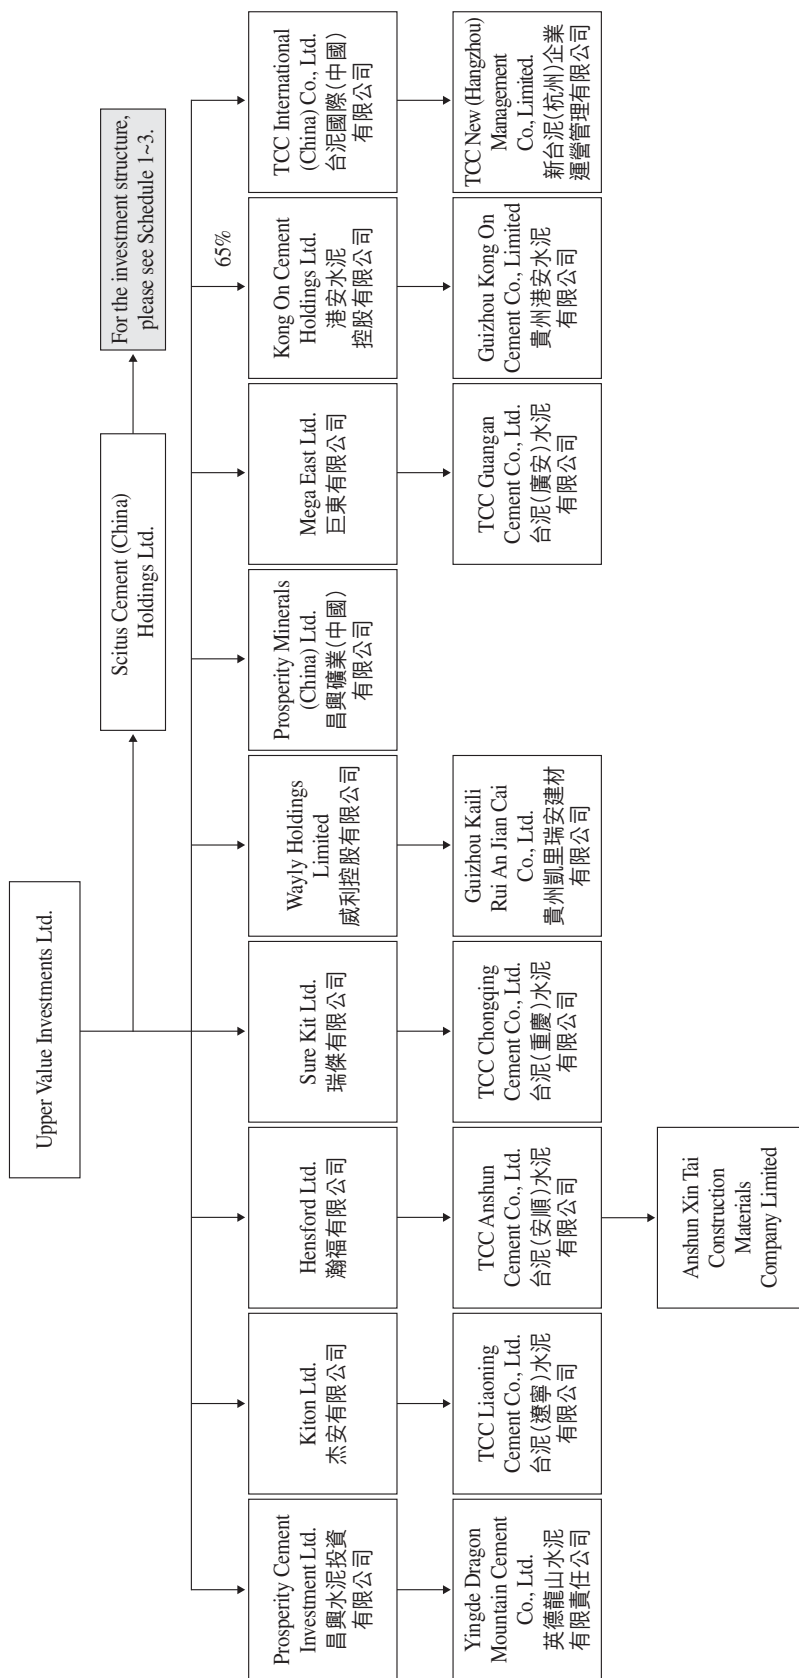 Upper Value Investments Ltd.
Scitus Cement (China)
Holdings Ltd.
For the investment structure,
please see Schedule 1~3.
Prosperity Cement
Investment Ltd.
昌興水泥投資
有限公司
Kiton Ltd.
杰安有限公司
Hensford Ltd.
瀚福有限公司
Sure Kit Ltd.
瑞傑有限公司
Wayly Holdings
Limited
威利控股有限公司
Prosperity Minerals
(China) Ltd.
昌興礦業(中國)
有限公司
Mega East Ltd.
巨東有限公司
65%
Kong On Cement
Holdings Ltd.
港安水泥
控股有限公司
TCC International
(China) Co., Ltd.
台泥國際(中國)
有限公司
Yingde Dragon
Mountain Cement
Co., Ltd.
英德龍山水泥
有限責任公司
TCC Liaoning
Cement Co., Ltd.
台泥(遼寧)水泥
有限公司
TCC Anshun
Cement Co., Ltd.
台泥(安順)水泥
有限公司
TCC Chongqing
Cement Co., Ltd.
台泥(重慶)水泥
有限公司
Guizhou Kaili
Rui An Jian Cai
Co., Ltd.
貴州凱里瑞安建材
有限公司
TCC Guangan
Cement Co., Ltd.
台泥(廣安)水泥
有限公司
Guizhou Kong On
Cement Co., Limited
貴州港安水泥
有限公司
TCC New (Hangzhou)
Management
Co., Limited.
新台泥(杭州)企業
運營管理有限公司
Anshun Xin Tai
Construction
Materials
Company Limited